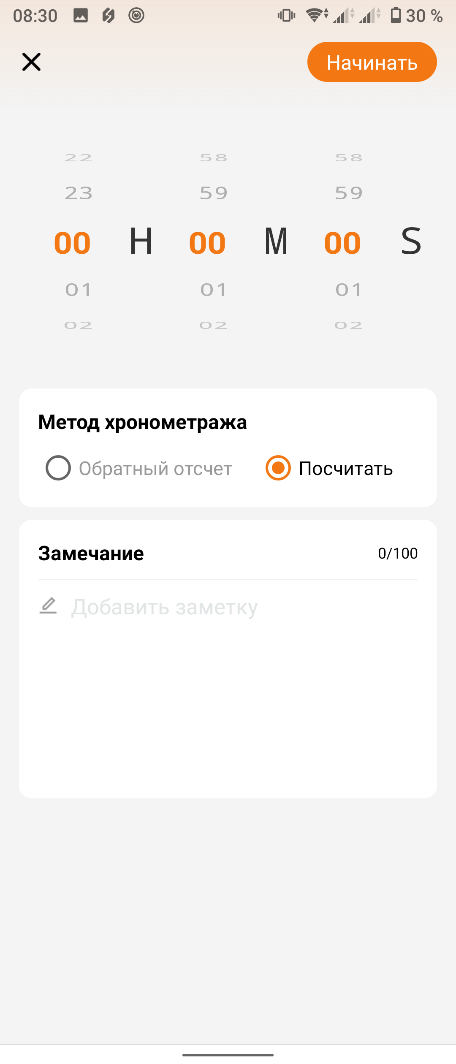 08:30 30 %
Начинать
22 58 58
23 59 59
00 H 00 M 00 S
01 01 01
02 02 02
Метод хронометража
Обратный отсчет Посчитать
Замечание 0/100
Добавить заметку